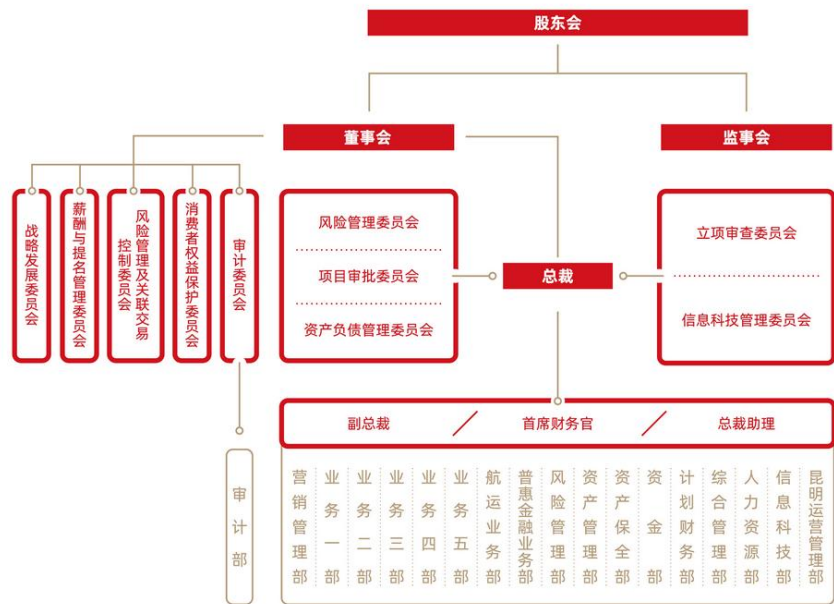 股东会
董事会
监事会
战略发展委员会
薪酬与提名管理委员会
风险管理及关联交易
控制委员会
消费者权益保护委员会
审计委员会
风险管理委员会
项目审批委员会
资产负债管理委员会
总裁
立项审查委员会
信息科技管理委员会
副总裁
首席财务官
总裁助理
审计部
营销管理部
业务一部
业务二部
业务三部
业务四部
业务五部
航运业务部
普惠金融业务部
风险管理部
资产管理部
资产保全部
资金部
计划财务部
综合管理部
人力资源部
信息科技部
昆明运营管理部